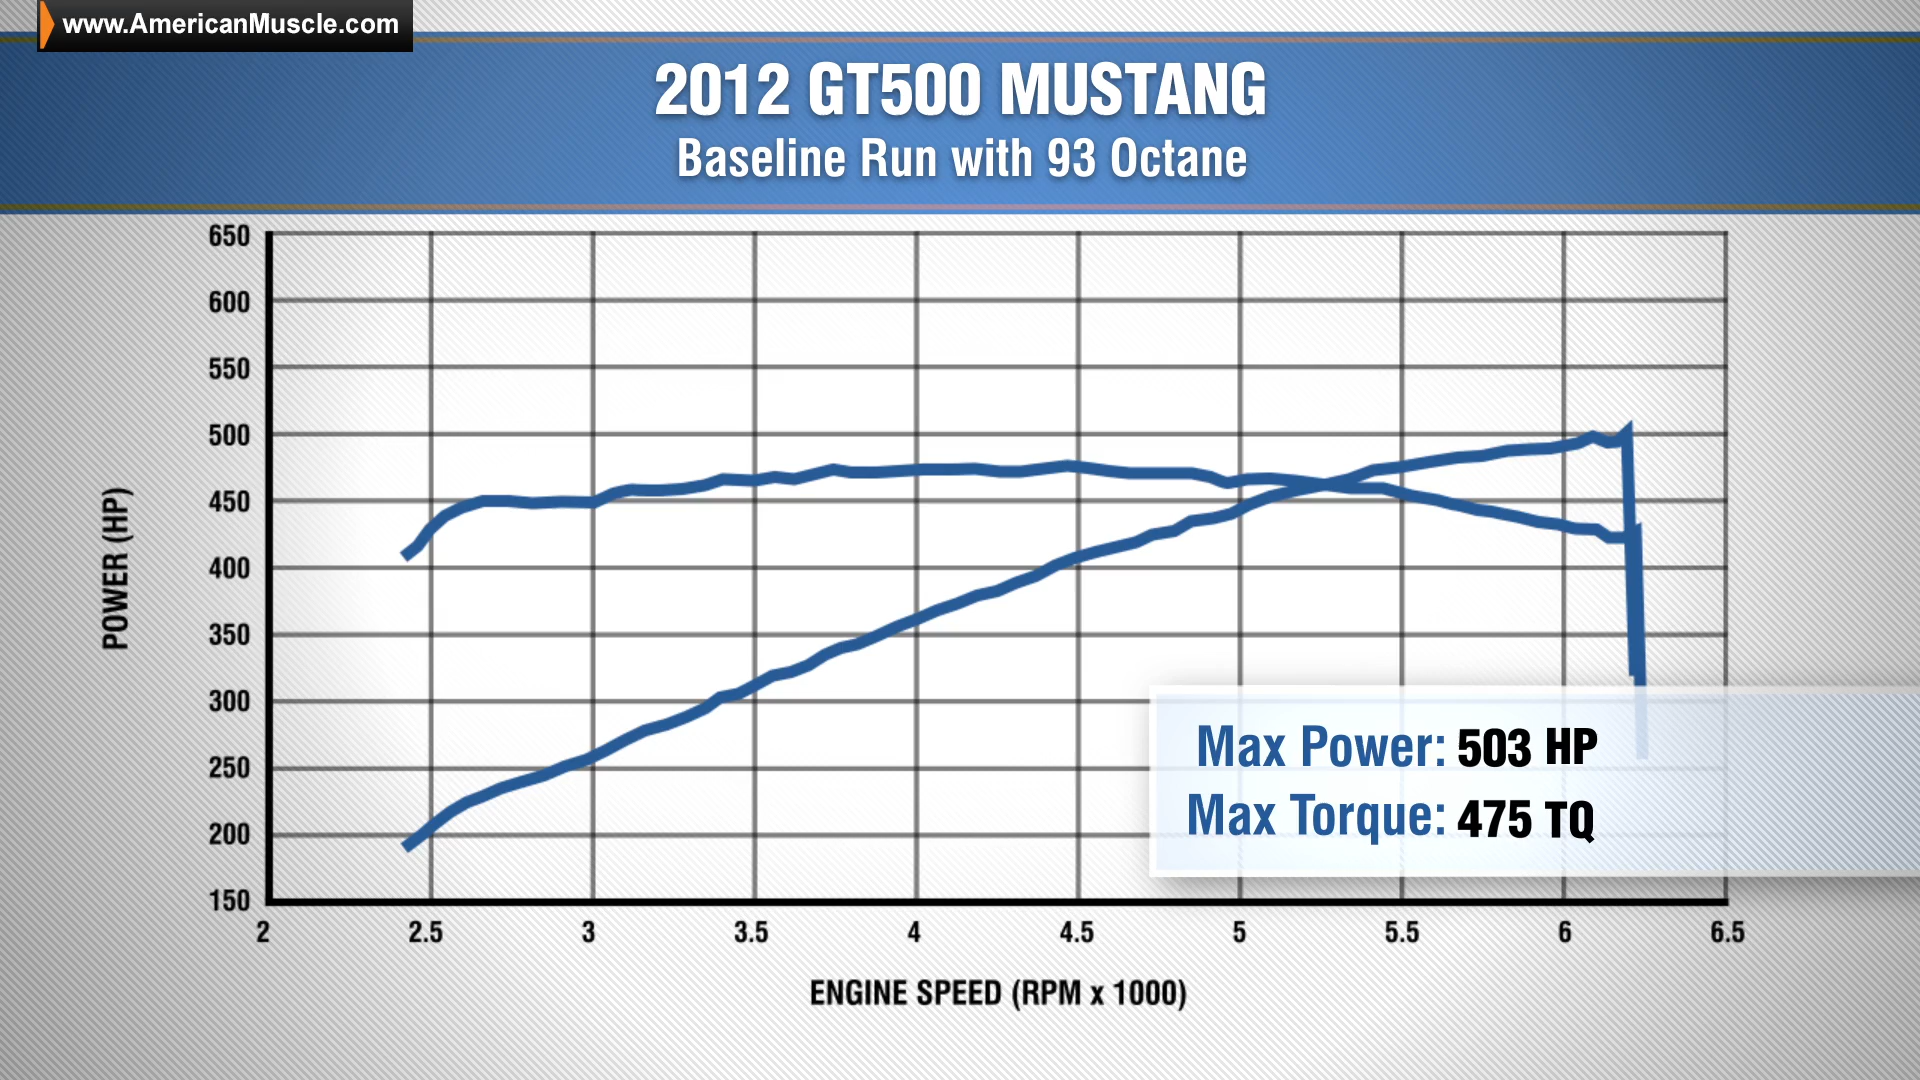 www.AmericanMuscle.com
2012 GT500 MUSTANG
Baseline Run with 93 Octane
650
600
550
500
450
400
350
300
250
200
150
POWER (HP)
Max Power: 503 HP
Max Torque: 475 TQ
2 2.5 3 3.5 4 4.5 5 5.5 6 6.5
ENGINE SPEED (RPM x 1000)